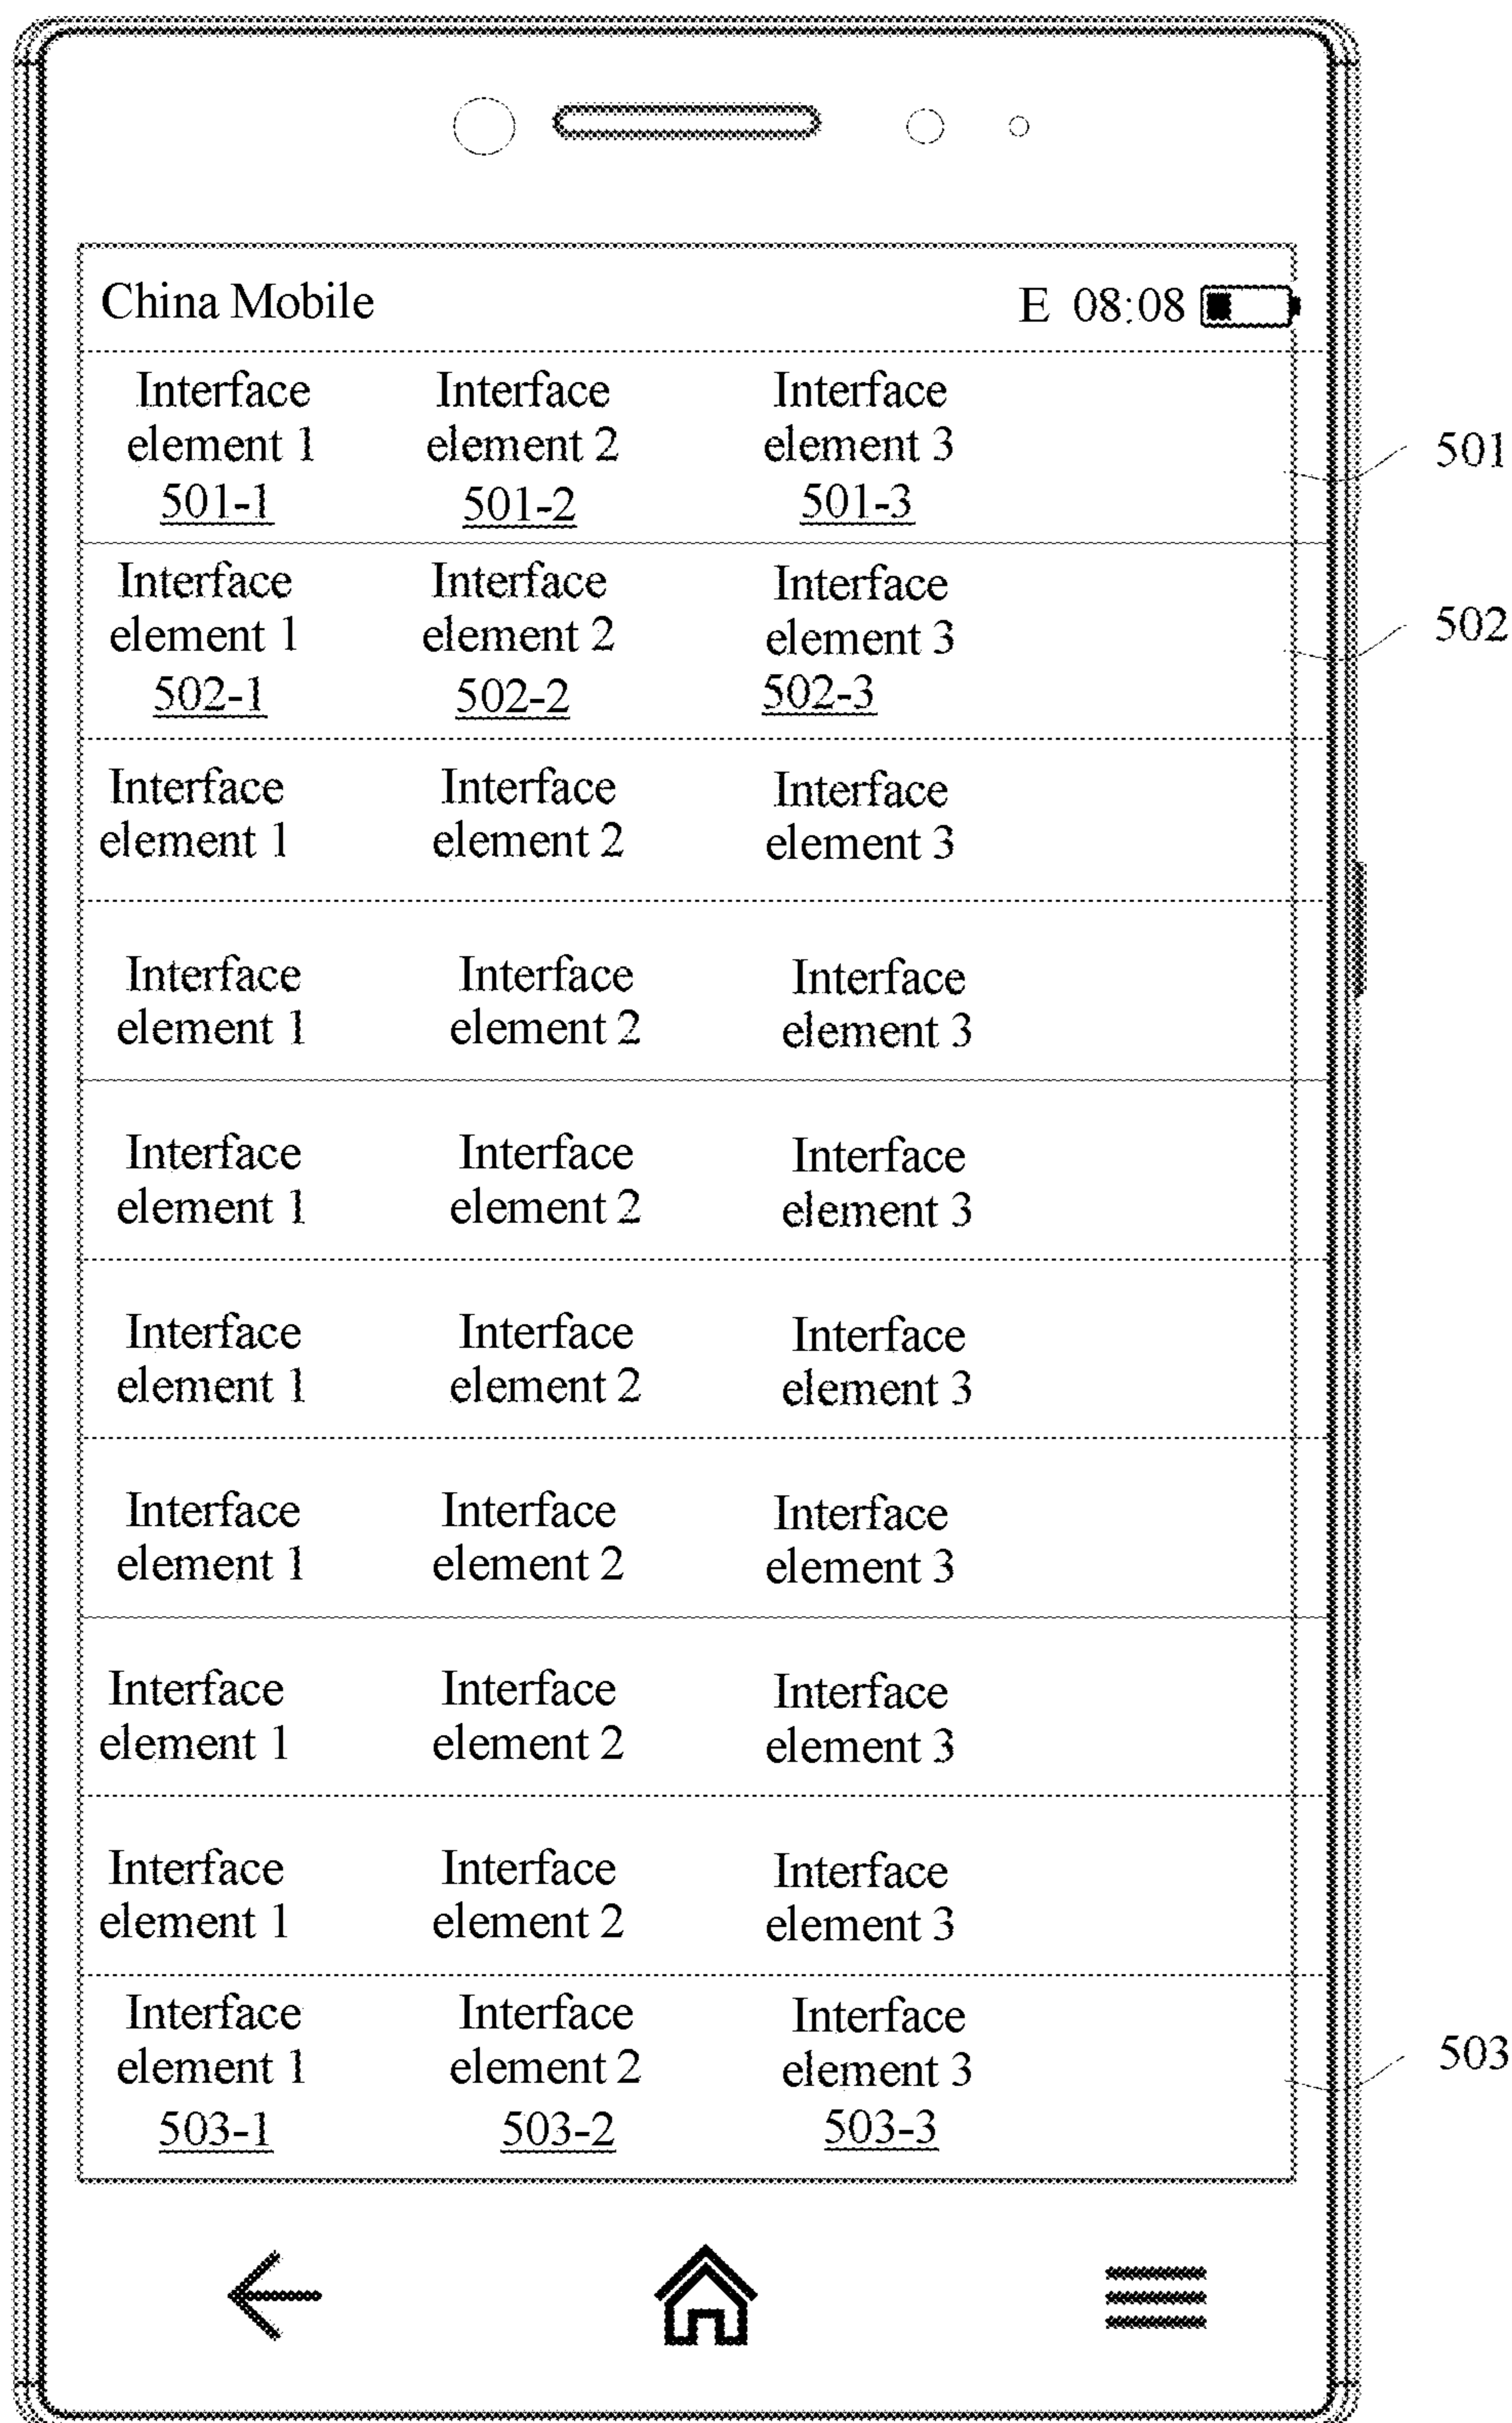 China Mobile E 08:08
Interface Interface Interface
element 1 element 2 element 3
501
501-1 501-2 501-3
Interface Interface Interface
element 1 element 2 element 3
502
502-1 502-2 502-3
Interface Interface Interface
element 1 element 2 element 3
Interface Interface Interface
element 1 element 2 element 3
Interface Interface Interface
element 1 element 2 element 3
Interface Interface Interface
element 1 element 2 element 3
Interface Interface Interface
element 1 element 2 element 3
Interface Interface Interface
element 1 element 2 element 3
Interface Interface Interface
element 1 element 2 element 3
Interface Interface Interface
element 1 element 2 element 3
503
503-1 503-2 503-3